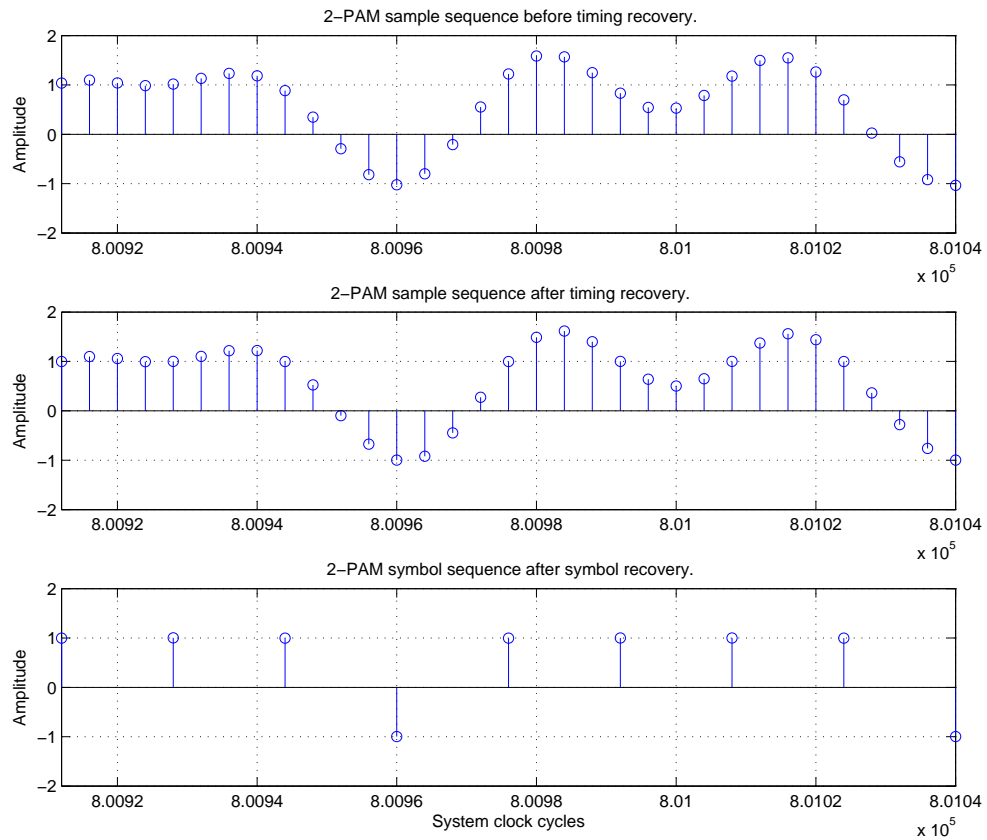 2−PAM sample sequence before timing recovery.
2
1
0
−1
−2
Amplitude
8.0092 8.0094 8.0096 8.0098 8.01 8.0102 8.0104
x 10^5
2−PAM sample sequence after timing recovery.
2
1
0
−1
−2
Amplitude
8.0092 8.0094 8.0096 8.0098 8.01 8.0102 8.0104
x 10^5
2−PAM symbol sequence after symbol recovery.
2
1
0
−1
−2
Amplitude
8.0092 8.0094 8.0096 8.0098 8.01 8.0102 8.0104
System clock cycles
x 10^5